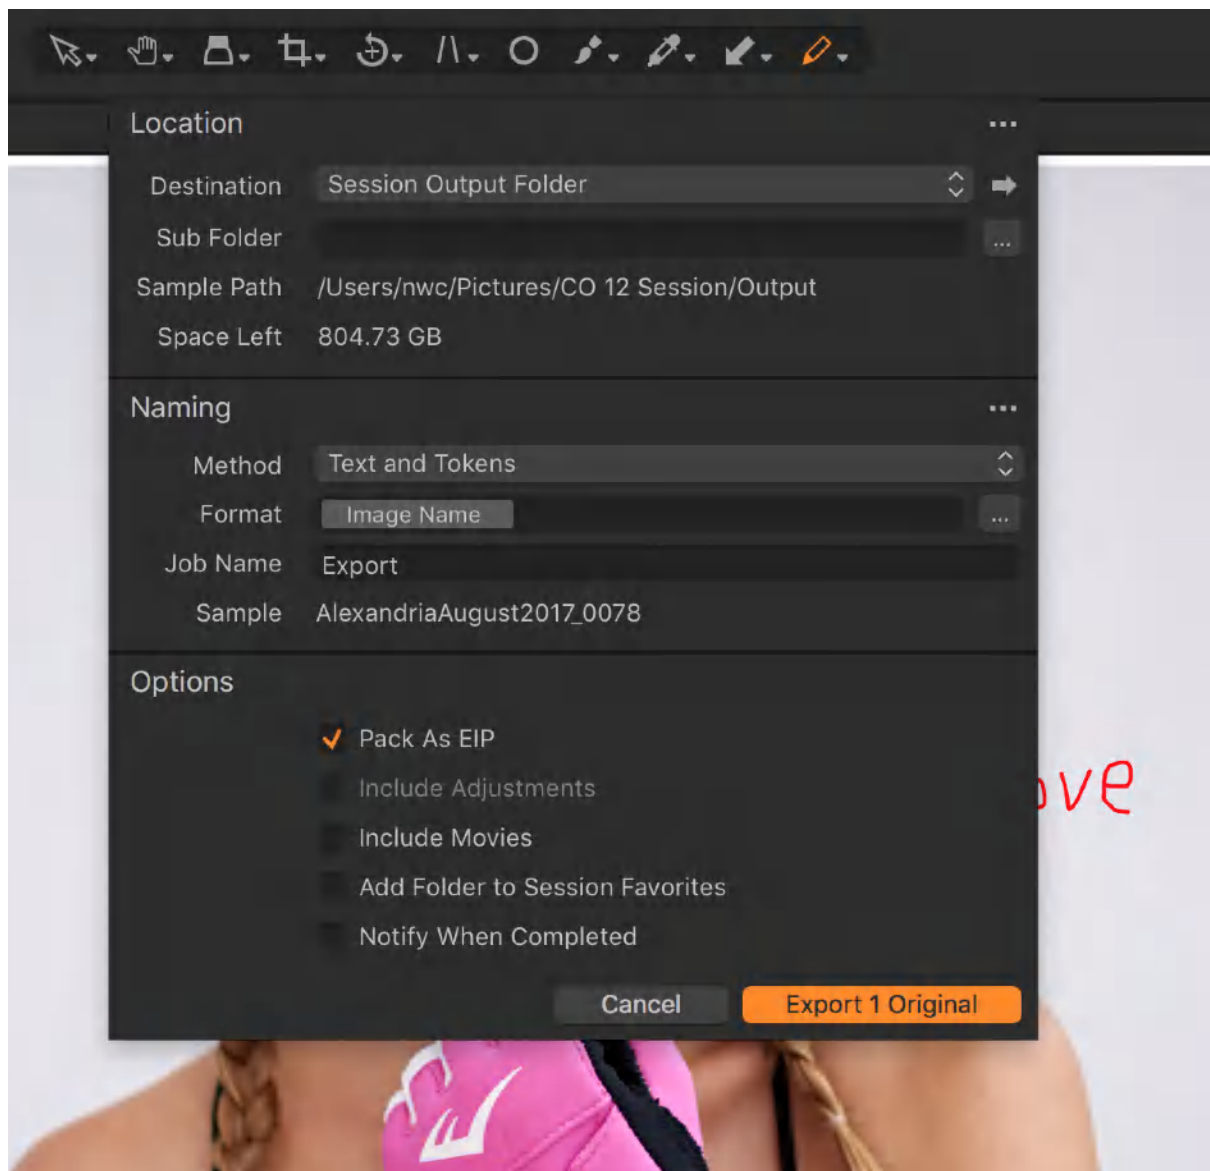 Location
Destination Session Output Folder
Sub Folder ...
Sample Path /Users/nwc/Pictures/CO 12 Session/Output
Space Left 804.73 GB
Naming
Method Text and Tokens
Format Image Name ...
Job Name Export
Sample AlexandriaAugust2017_0078
Options
Pack As EIP
Include Adjustments
ove
Include Movies
Add Folder to Session Favorites
Notify When Completed
Cancel Export 1 Original